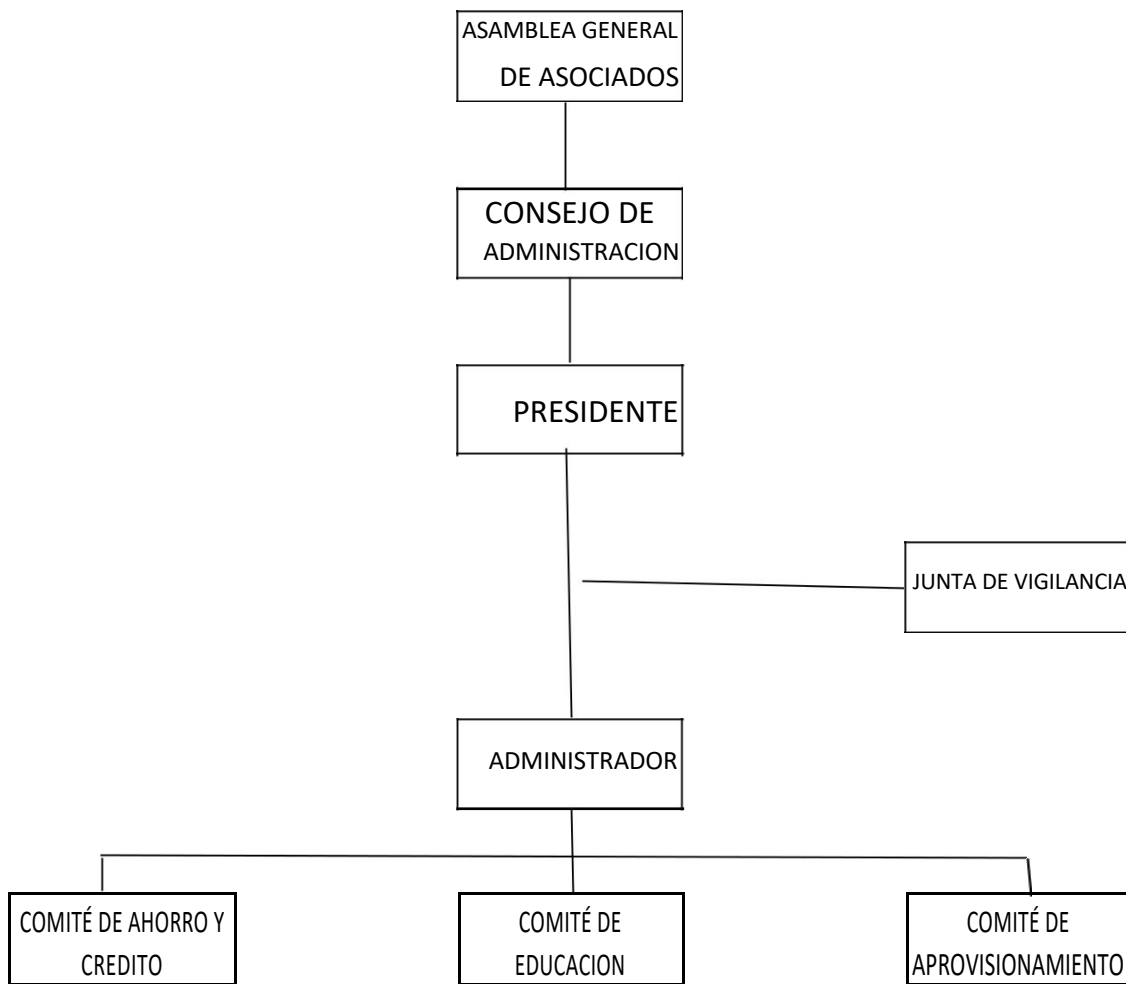 ASAMBLEA GENERAL
DE ASOCIADOS
CONSEJO DE
ADMINISTRACION
PRESIDENTE
JUNTA DE VIGILANCIA
ADMINISTRADOR
COMITÉ DE AHORRO Y
CREDITO
COMITÉ DE
EDUCACION
COMITÉ DE
APROVISIONAMIENTO